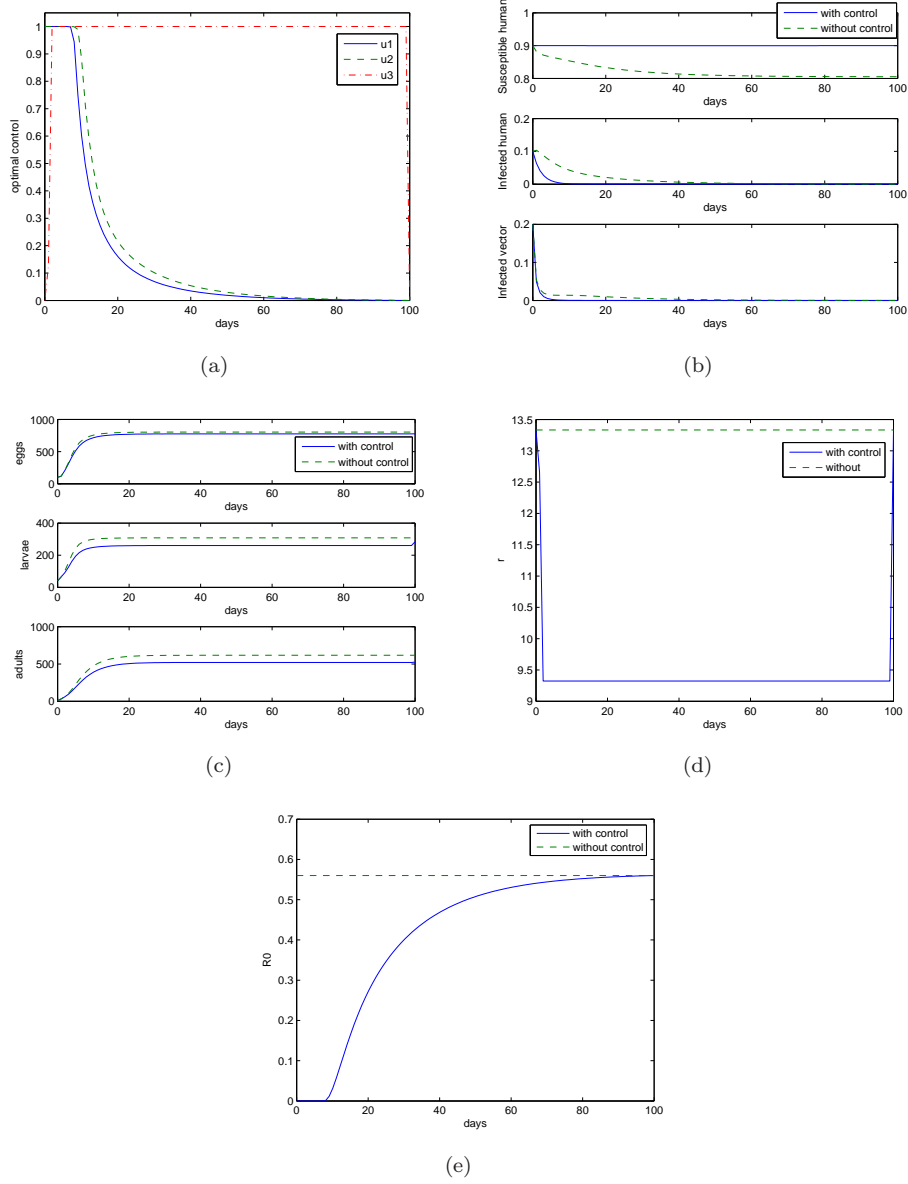 1
0.9
0.8
0.7
0.6
0.5
0.4
0.3
0.2
0.1
0
optimal control
u1
u2
u3
0 20 40 60 80 100
days
(a)
with control
without control
Susceptible human
1
0.9
0.8
0 20 40 60 80 100
days
Infected human
0.2
0.1
0
0 20 40 60 80 100
days
Infected vector
0.2
0.1
0
0 20 40 60 80 100
days
(b)
eggs
1000
500
0
with control
without control
0 20 40 60 80 100
days
larvae
400
200
0
0 20 40 60 80 100
days
adults
1000
500
0
0 20 40 60 80 100
days
(c)
13.5
13
12.5
12
11.5
11
10.5
10
9.5
9
r
with control
without
0 20 40 60 80 100
days
(d)
0.7
0.6
0.5
0.4
0.3
0.2
0.1
0
R0
with control
without control
0 20 40 60 80 100
days
(e)